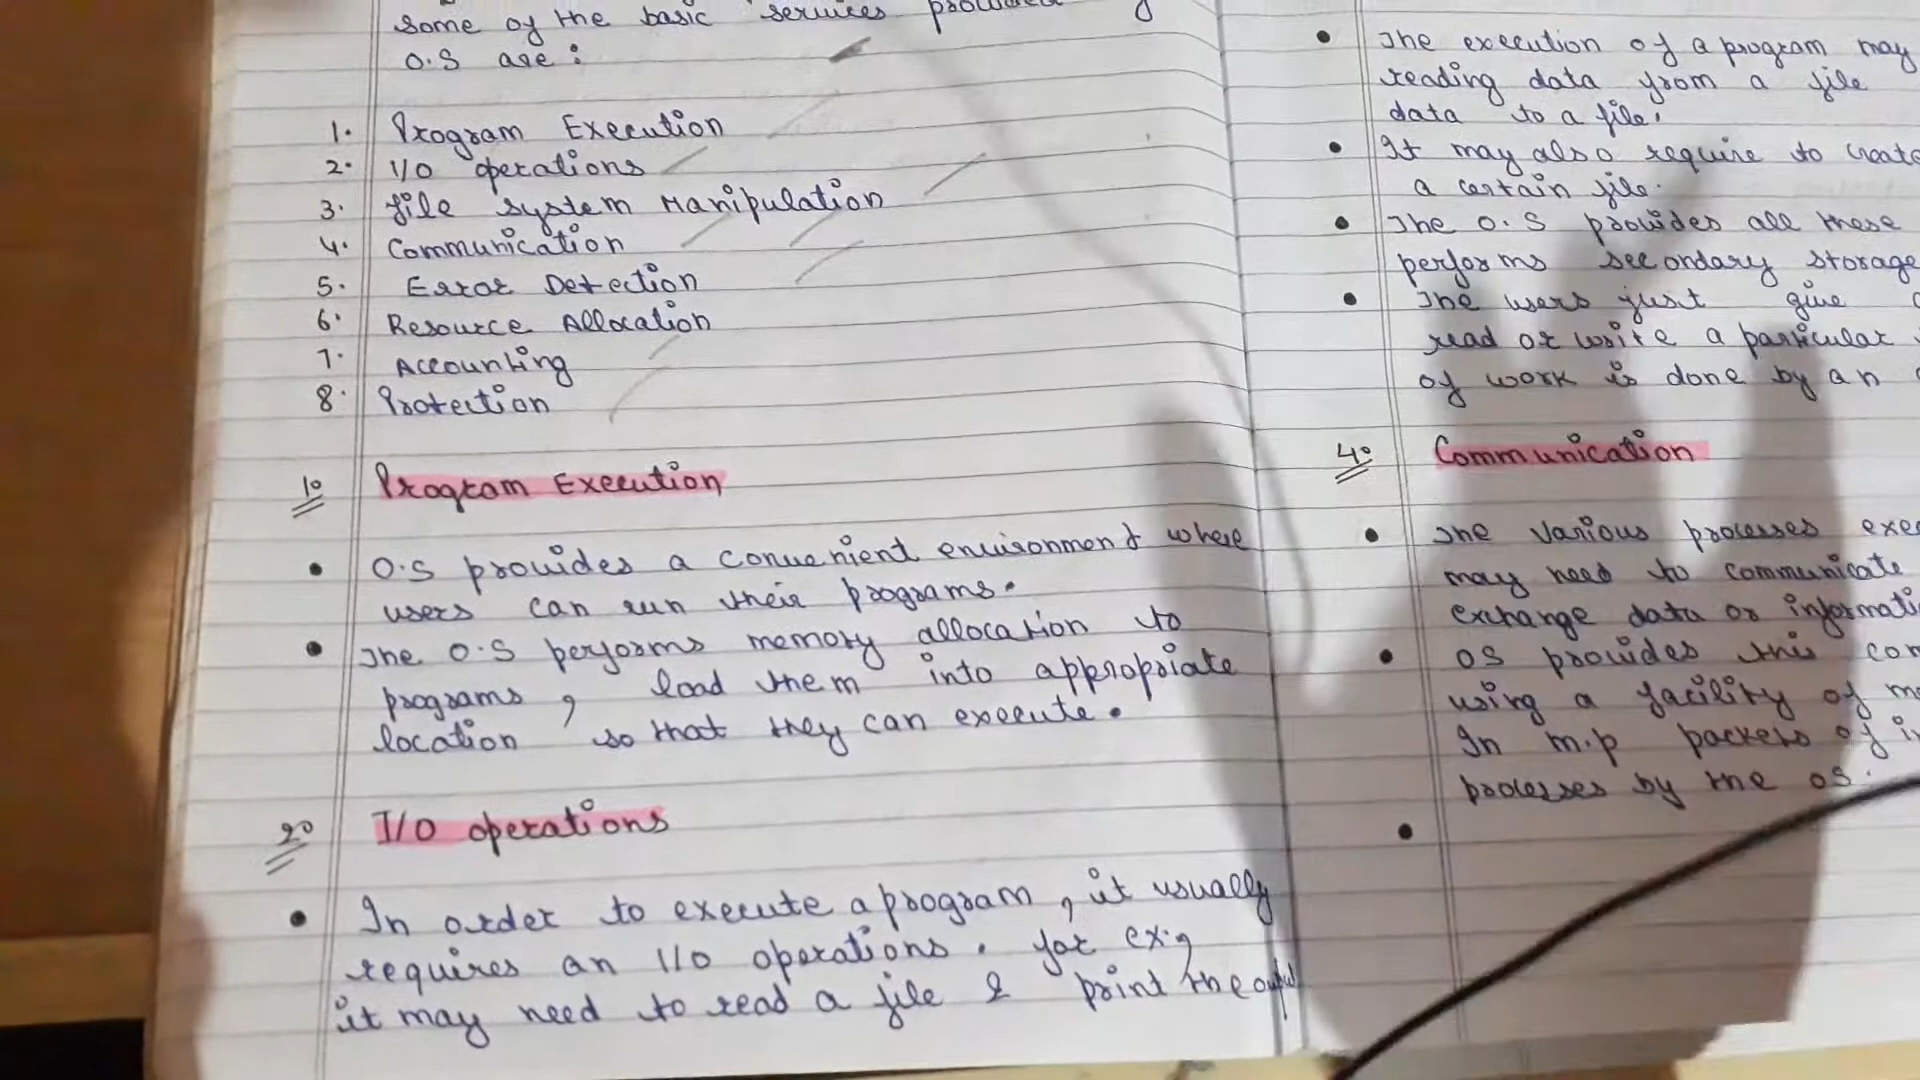 some of the basic services provided
O.S are :
1. Program Execution
2. I/O operations
3. file system Manipulation
4. Communication
5. Error Detection
6. Resource Allocation
7. Accounting
8. Protection
1. Program Execution
• O.S provides a convenient environment where
users can run their programs.
• The O.S performs memory allocation to
programs, load them into appropriate
location, so that they can execute.
2. I/O operations
• In order to execute a program, it usually
requires an I/O operations. for ex,
it may need to read a file & print the
• The execution of a program may
reading data from a file
data to a file.
• It may also require to create
a certain file.
• The O.S provides all these
performs secondary storage
• The users just give
read or write a particular
of work is done by an
4. Communication
• The Various processes
may need to communicate
exchange data or
• OS provides this
using a facility of
In m.p packets of
processes by the OS.
•